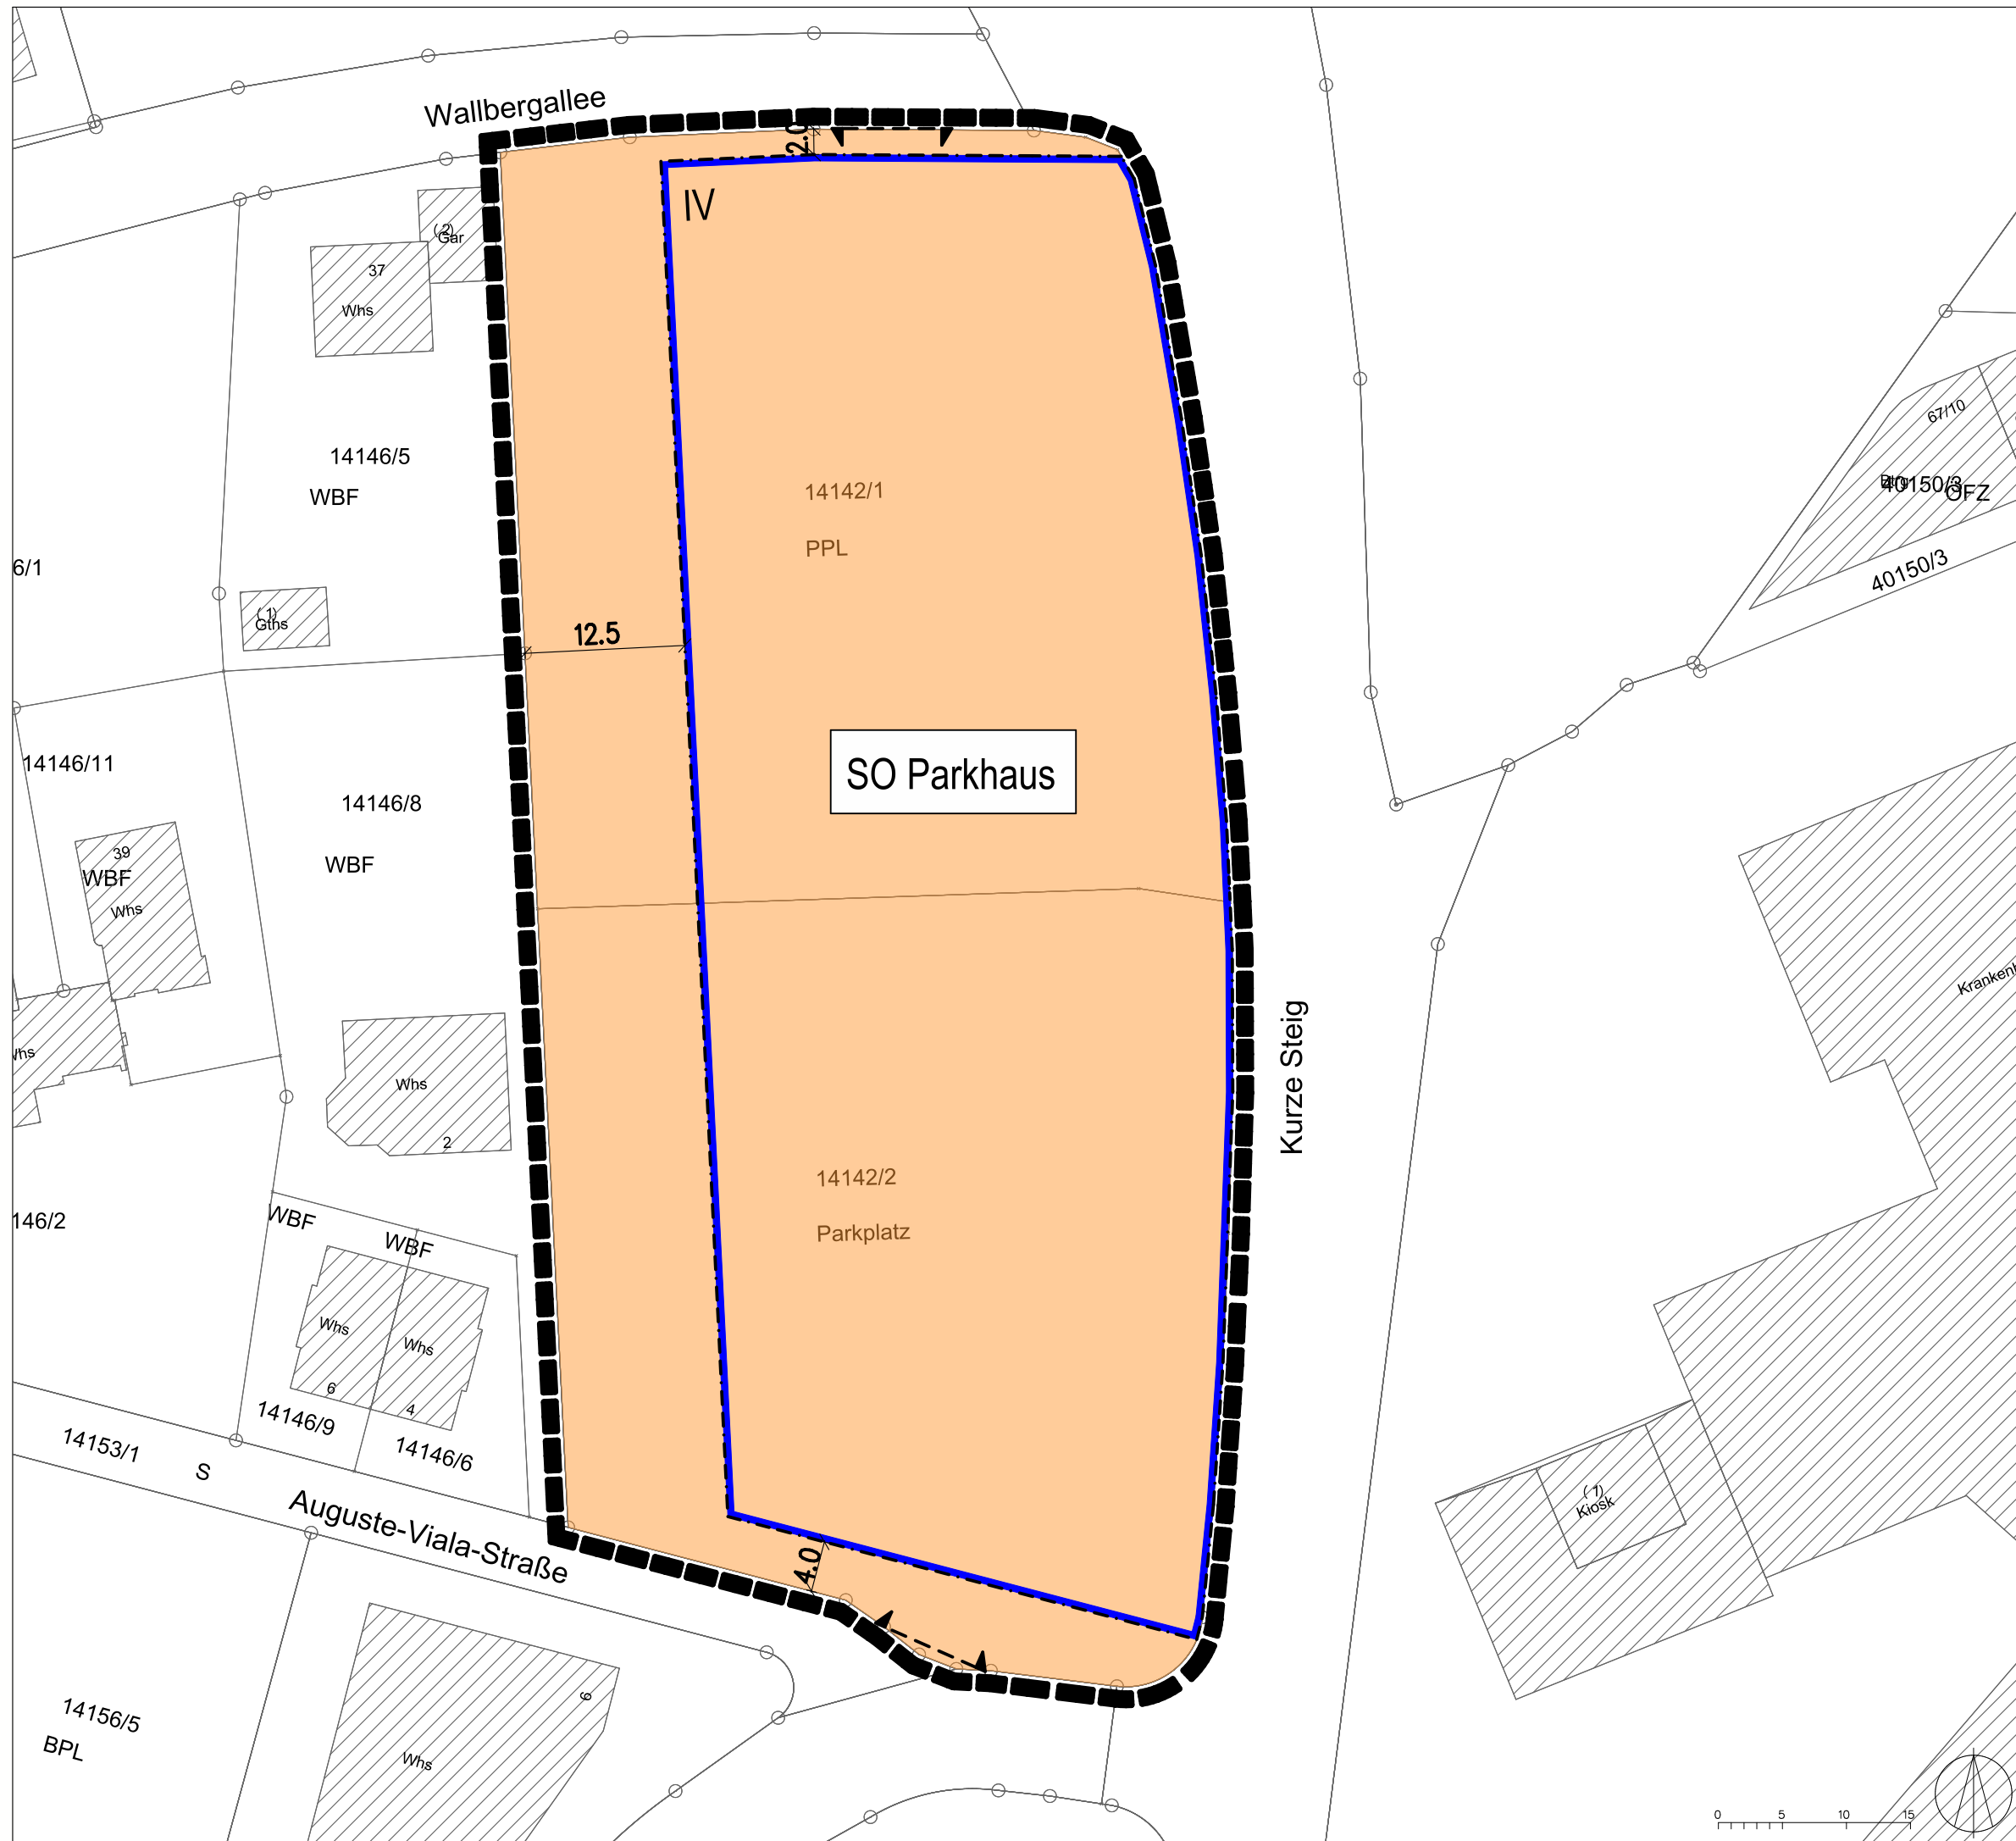 Wallbergallee
2.0
IV
(2)
Gar
37
Whs
14146/5
WBF
14142/1
PPL
67/10
40150/3
OFZ
40150/3
6/1
(1)
Gths
12.5
14146/11
14146/8
SO Parkhaus
39
WBF
Whs
WBF
Krankenh
Whs
Whs
2
Kurze Steig
14142/2
Parkplatz
146/2
WBF
WBF
Whs
Whs
6
4
14146/9
14146/6
14153/1
S
Auguste-Viala-Straße
4.0
(1)
Kiosk
14156/5
BPL
6
Whs
0 5 10 15